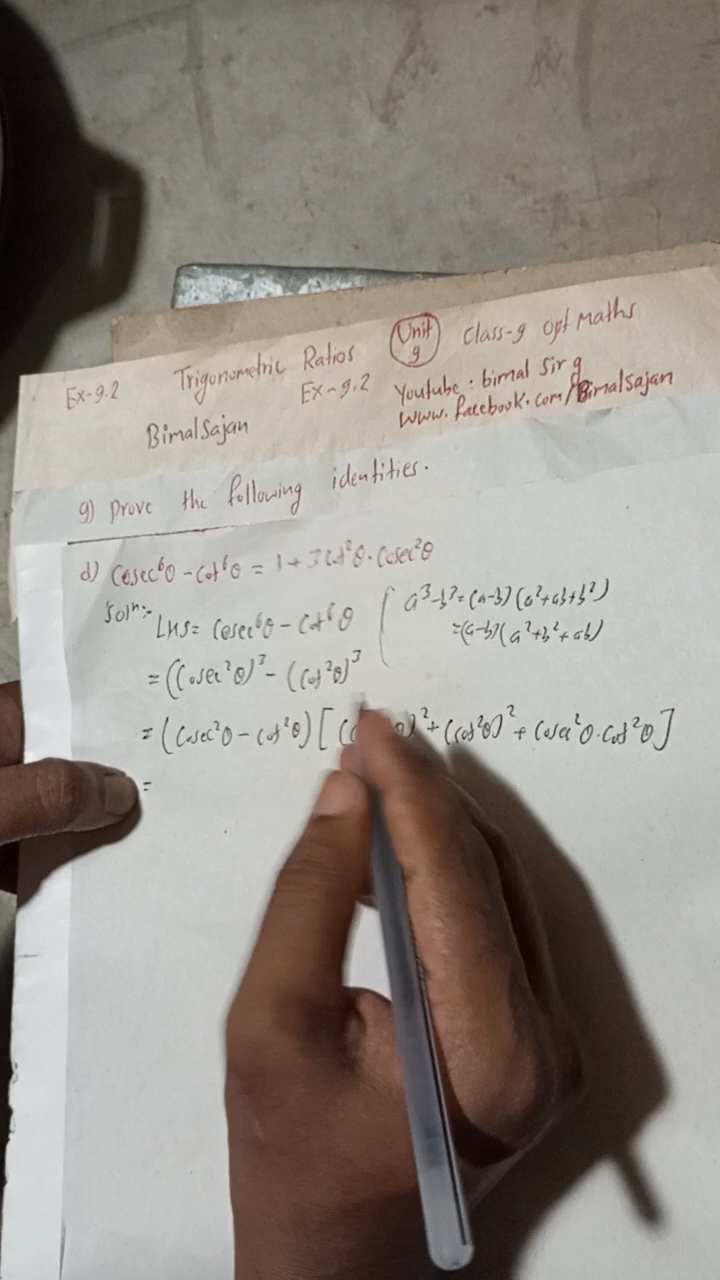 Ex-9.2 Trigonometric Ratios Unit 9 Class-9 Opt Maths
Ex-9.2 Youtube: bimal Sir g
BimalSajan www.facebook.com/BimalSajan
9) Prove the following identities.
d) Cosec⁶θ - Cot⁶θ = 1 + 3Cot²θ.Cosec²θ
Solⁿ:- LHS = Cosec⁶θ - Cot⁶θ
a³-b³=(a-b)(a²+ab+b²)
=(a-b)(a²+b²+ab)
= (Cosec²θ)³ - (Cot²θ)³
= (Cosec²θ - Cot²θ) [ )² + (Cot²θ)² + Cosec²θ.Cot²θ]
=